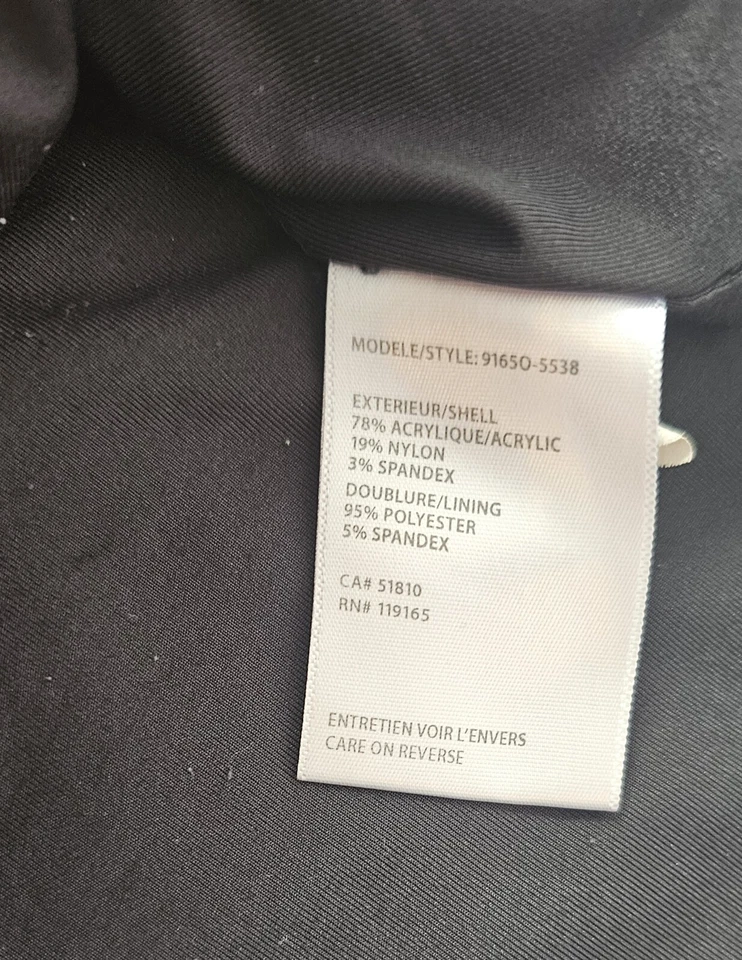 MODELE/STYLE: 9165O-5538
EXTERIEUR/SHELL
78% ACRYLIQUE/ACRYLIC
19% NYLON
3% SPANDEX
DOUBLURE/LINING
95% POLYESTER
5% SPANDEX
CA# 51810
RN# 119165
ENTRETIEN VOIR L'ENVERS
CARE ON REVERSE